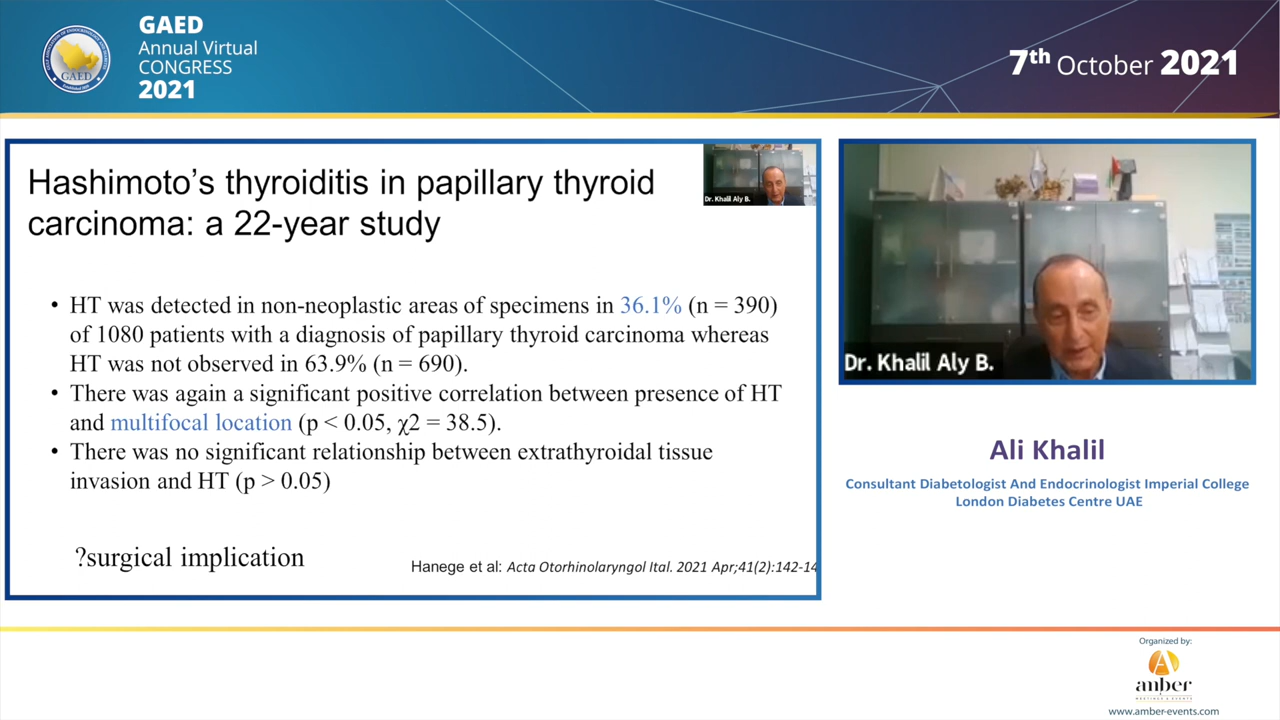 GAED
Annual Virtual
CONGRESS
2021
7th October 2021
GAED
Hashimoto's thyroiditis in papillary thyroid
carcinoma: a 22-year study
Dr. Khalil Aly B.
• HT was detected in non-neoplastic areas of specimens in 36.1% (n = 390)
of 1080 patients with a diagnosis of papillary thyroid carcinoma whereas
HT was not observed in 63.9% (n = 690).
• There was again a significant positive correlation between presence of HT
and multifocal location (p < 0.05, χ2 = 38.5).
• There was no significant relationship between extrathyroidal tissue
invasion and HT (p > 0.05)
?surgical implication
Hanege et al: Acta Otorhinolaryngol Ital. 2021 Apr;41(2):142-14
Dr. Khalil Aly B.
Ali Khalil
Consultant Diabetologist And Endocrinologist Imperial College
London Diabetes Centre UAE
Organized by:
anber
www.amber-events.com